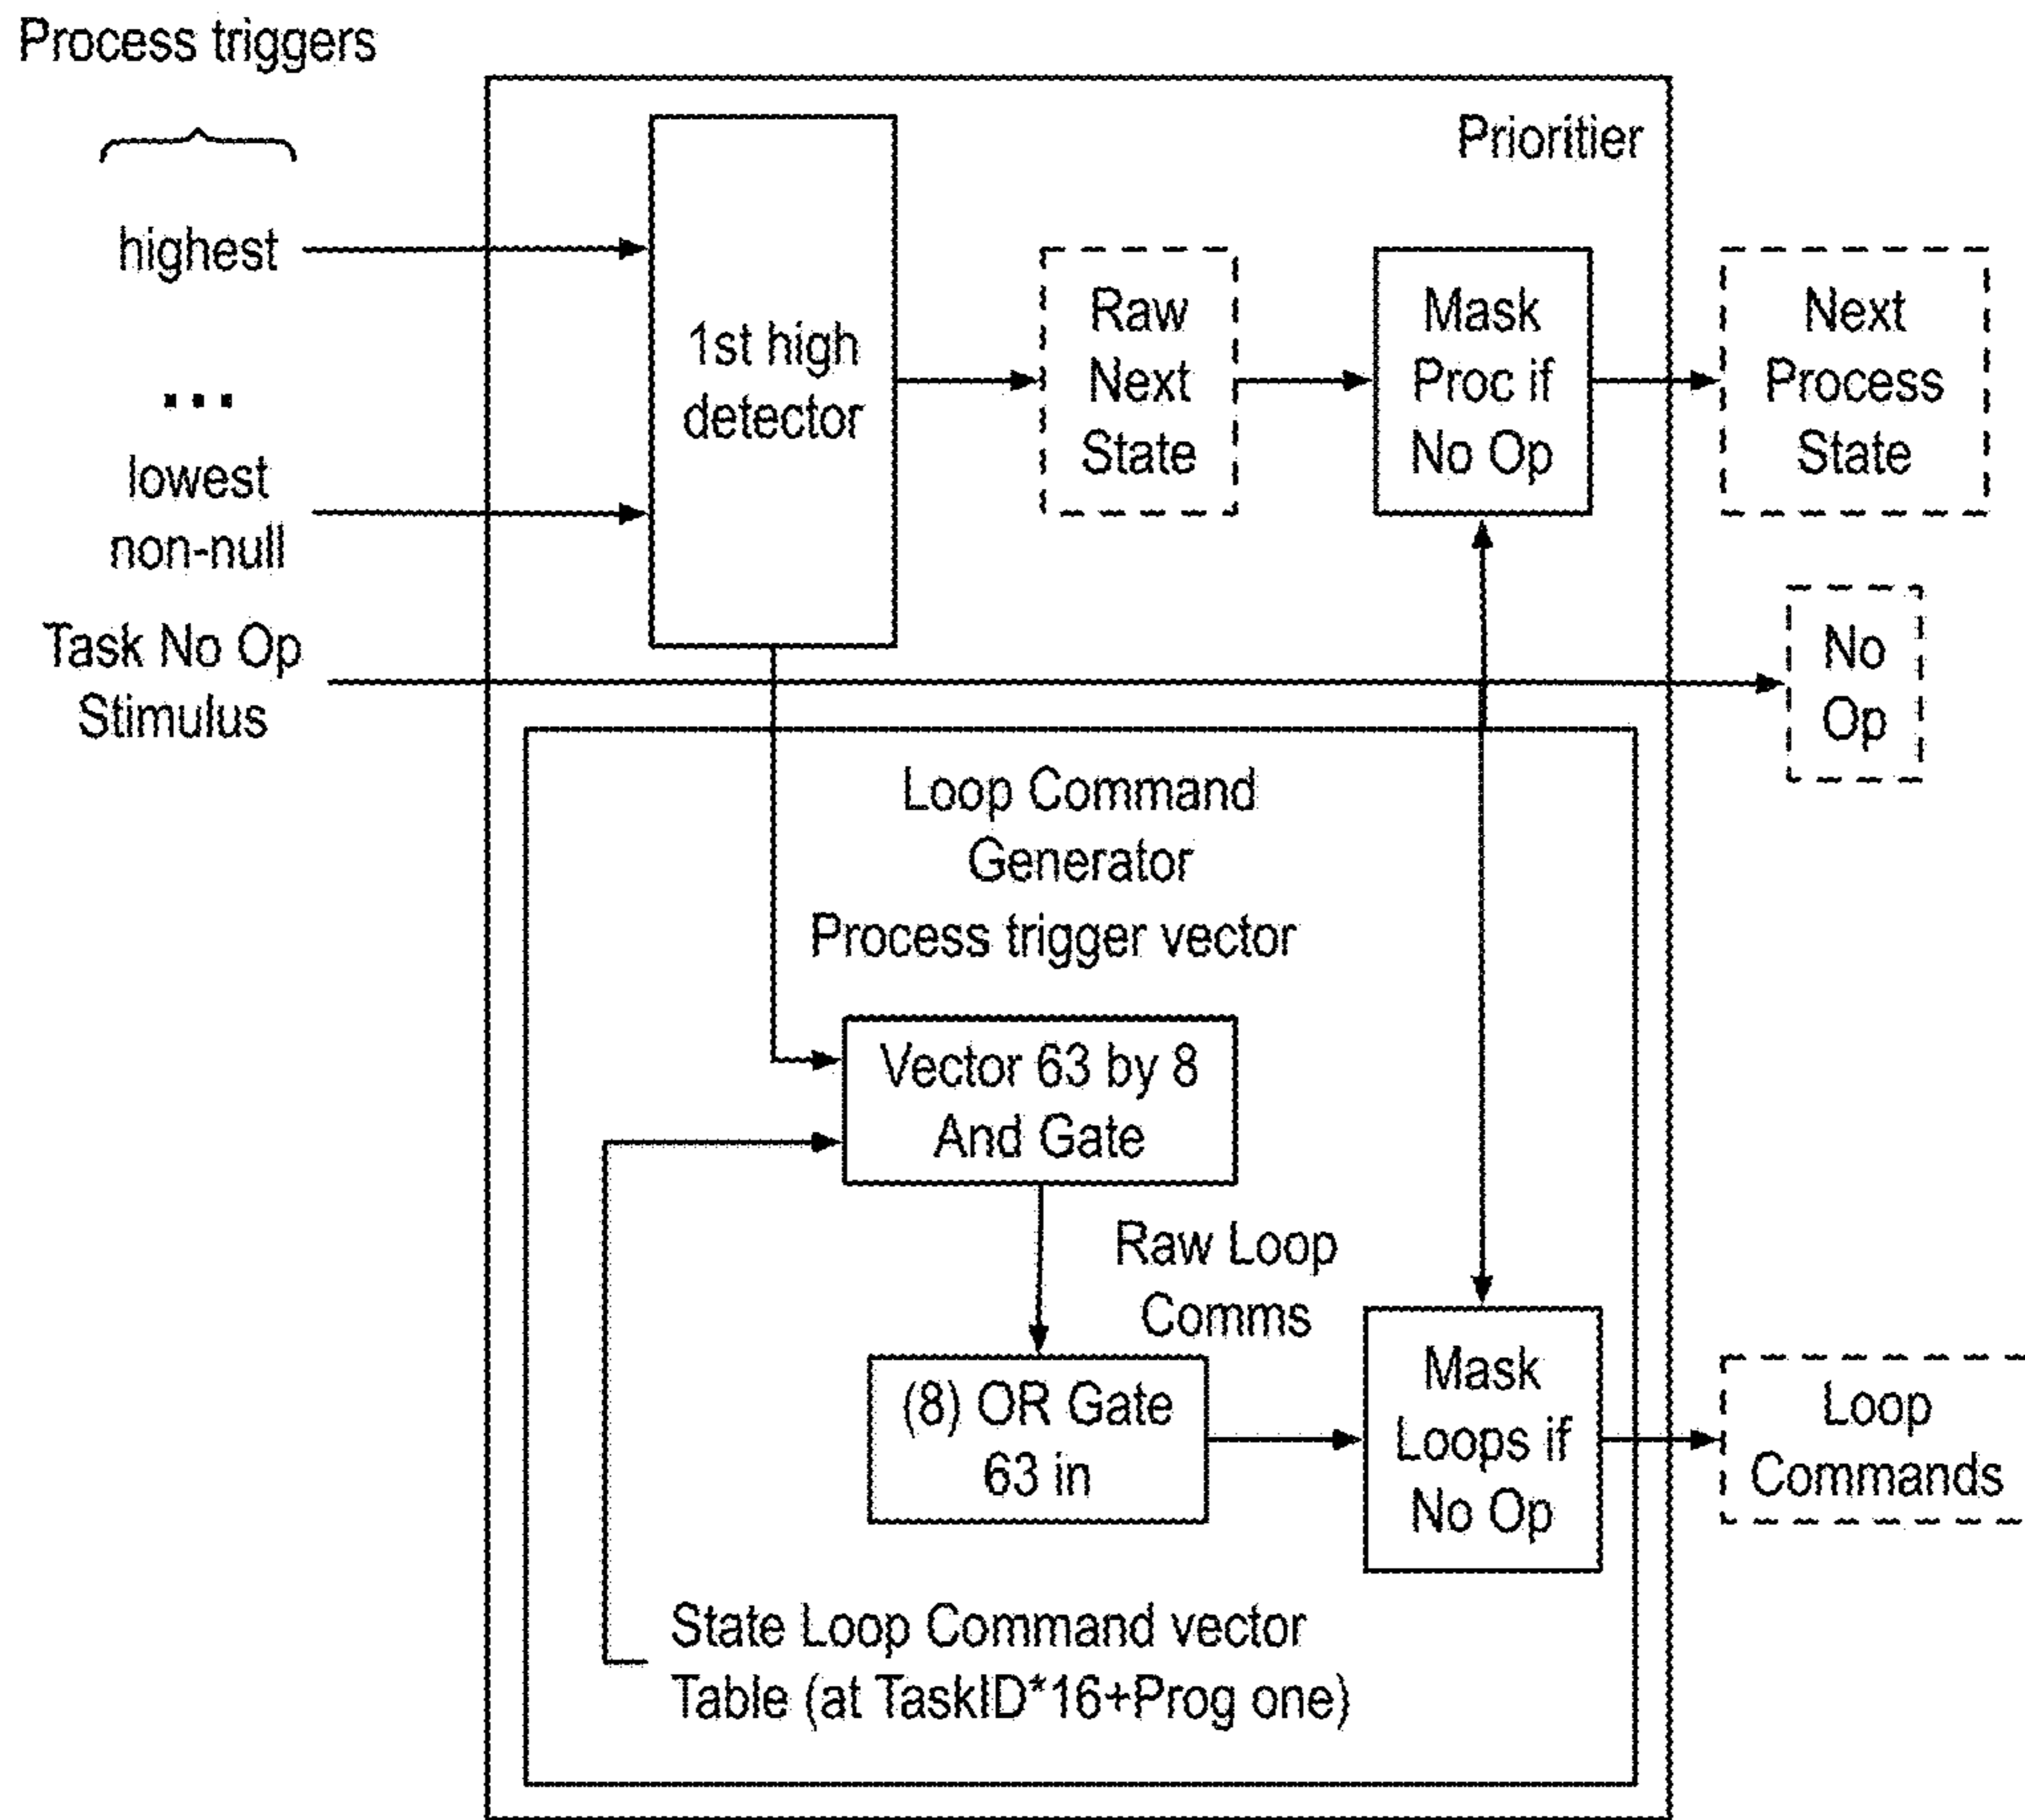 Process triggers
Prioritier
highest
...
lowest
non-null
Task No Op
Stimulus
1st high
detector
Raw
Next
State
Mask
Proc if
No Op
Next
Process
State
No
Op
Loop Command
Generator
Process trigger vector
Vector 63 by 8
And Gate
Raw Loop
Comms
(8) OR Gate
63 in
Mask
Loops if
No Op
Loop
Commands
State Loop Command vector
Table (at TaskID*16+Prog one)